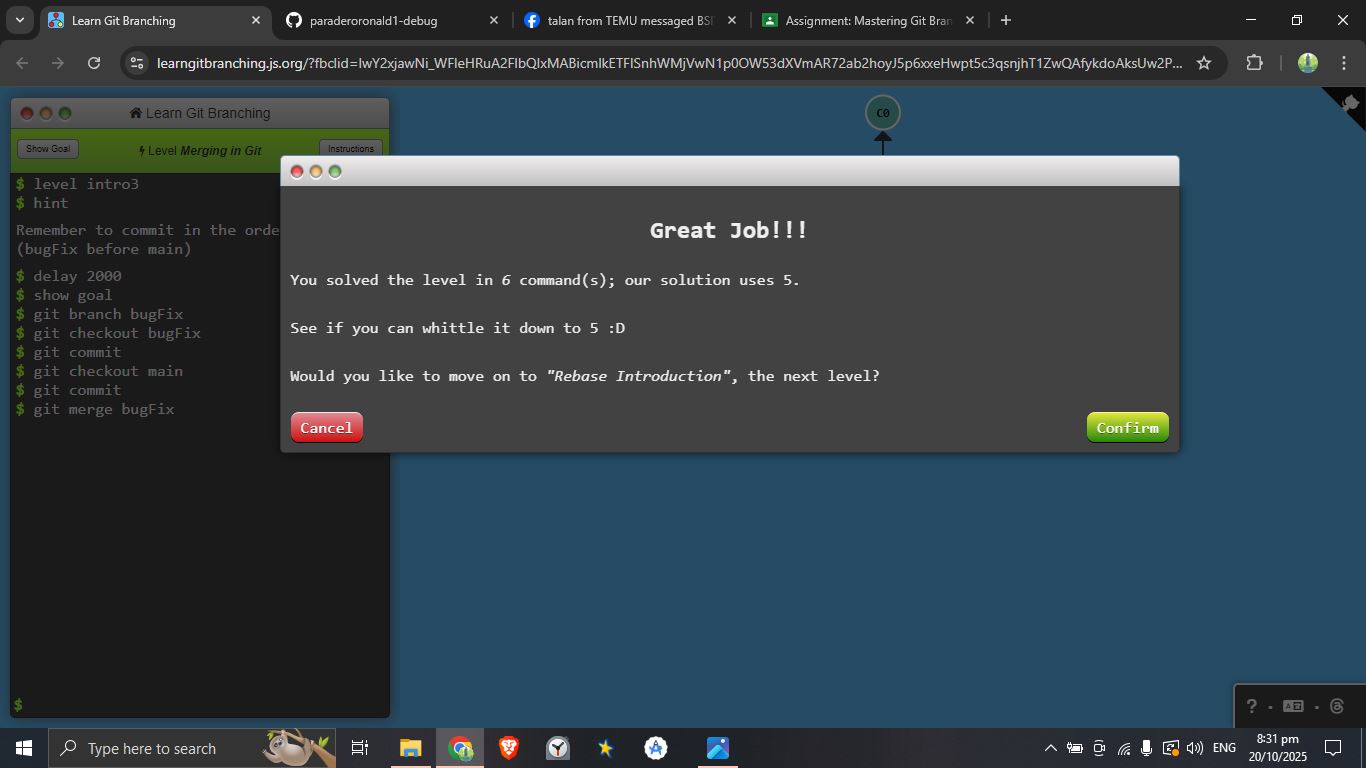 Learn Git Branching
paraderoronald1-debug
talan from TEMU messaged BSI
Assignment: Mastering Git Bran
learngitbranching.js.org/?fbclid=IwY2xjawNi_WFleHRuA2FlbQIxMABicmlkETFlSnhWMjVwN1p0OW53dXVmAR72ab2hoyJ5p6xxeHwpt5c3qsnjhT1ZwQAfykdoAksUw2P...
Learn Git Branching
C0
Show Goal
Level Merging in Git
Instructions
$ level intro3
$ hint
Remember to commit in the orde
(bugFix before main)
$ delay 2000
$ show goal
$ git branch bugFix
$ git checkout bugFix
$ git commit
$ git checkout main
$ git commit
$ git merge bugFix
$
Great Job!!!
You solved the level in 6 command(s); our solution uses 5.
See if you can whittle it down to 5 :D
Would you like to move on to "Rebase Introduction", the next level?
Cancel
Confirm
?
Type here to search
ENG
8:31 pm
20/10/2025